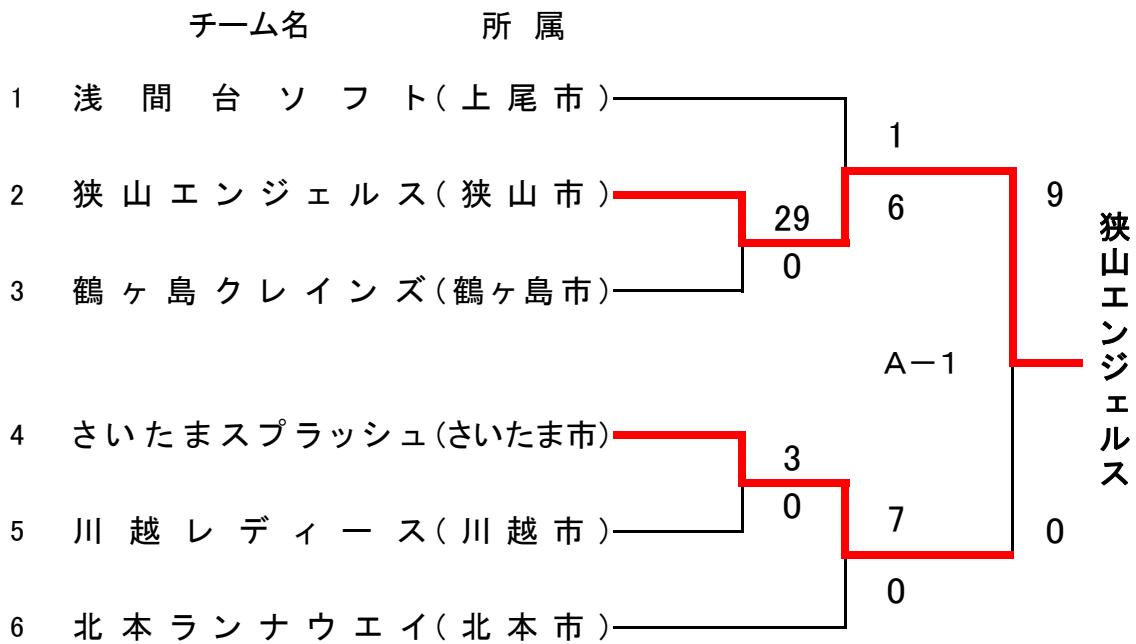 チーム名 所 属
1 浅間台ソフト(上尾市)
1
2 狭山エンジェルス(狭山市)
6
9
29
0
3 鶴ヶ島クレインズ(鶴ヶ島市)
狭山エンジェルス
A－1
4 さいたまスプラッシュ(さいたま市)
3
0
5 川越レディース(川越市)
7
0
0
6 北本ランナウエイ(北本市)